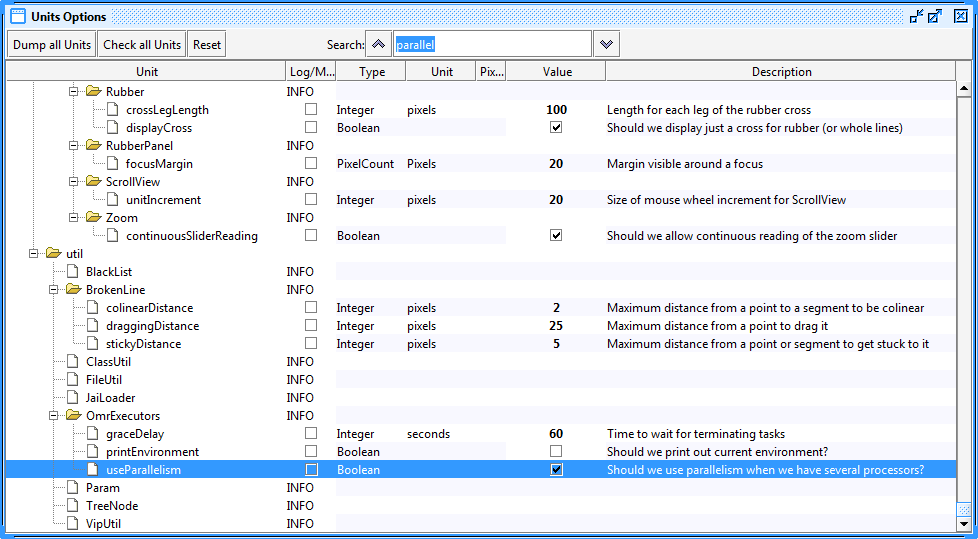 Units Options
Dump all Units Check all Units Reset Search: parallel
Unit Log/M... Type Unit Pix... Value Description
Rubber INFO
crossLegLength Integer pixels 100 Length for each leg of the rubber cross
displayCross Boolean Should we display just a cross for rubber (or whole lines)
RubberPanel INFO
focusMargin PixelCount Pixels 20 Margin visible around a focus
ScrollView INFO
unitIncrement Integer pixels 20 Size of mouse wheel increment for ScrollView
Zoom INFO
continuousSliderReading Boolean Should we allow continuous reading of the zoom slider
util
BlackList INFO
BrokenLine INFO
colinearDistance Integer pixels 2 Maximum distance from a point to a segment to be colinear
draggingDistance Integer pixels 25 Maximum distance from a point to drag it
stickyDistance Integer pixels 5 Maximum distance from a point or segment to get stuck to it
ClassUtil INFO
FileUtil INFO
JaiLoader INFO
OmrExecutors INFO
graceDelay Integer seconds 60 Time to wait for terminating tasks
printEnvironment Boolean Should we print out current environment?
useParallelism Boolean Should we use parallelism when we have several processors?
Param INFO
TreeNode INFO
VipUtil INFO